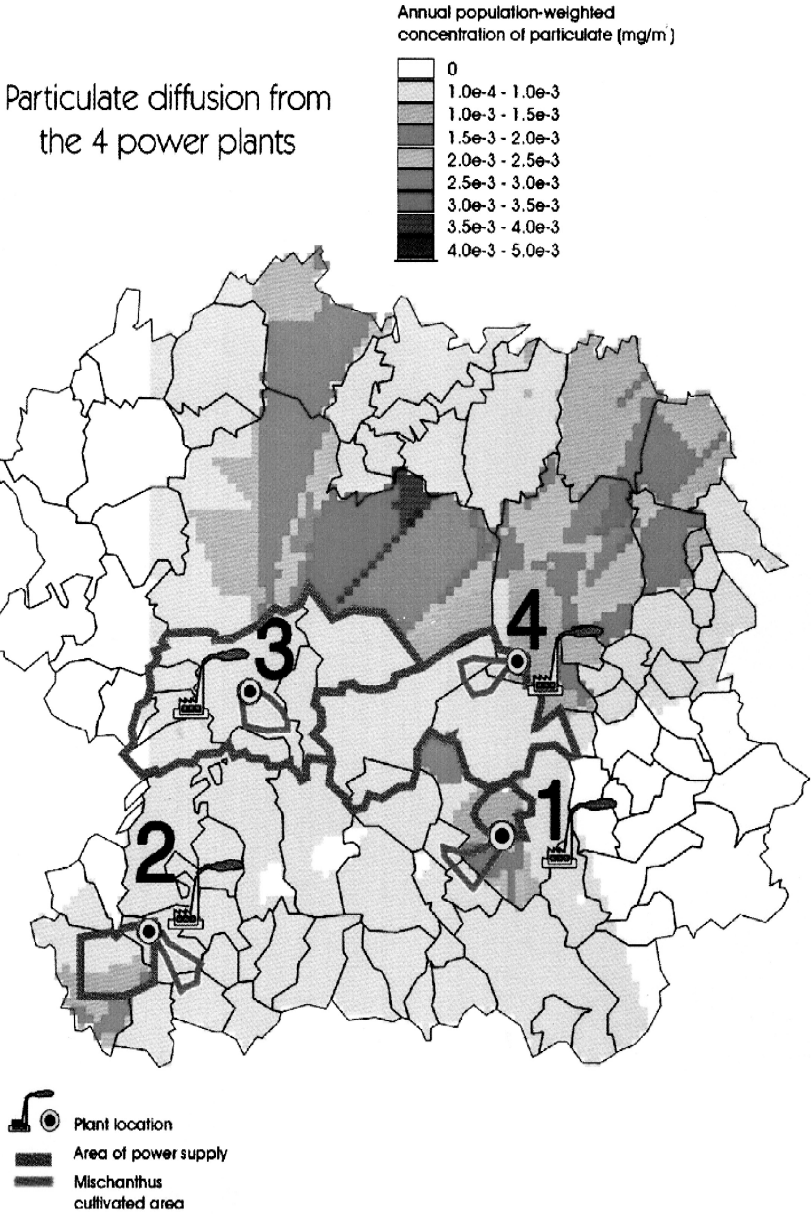 Annual population-weighted
concentration of particulate (mg/m³)
Particulate diffusion from
the 4 power plants
0
1.0e-4 - 1.0e-3
1.0e-3 - 1.5e-3
1.5e-3 - 2.0e-3
2.0e-3 - 2.5e-3
2.5e-3 - 3.0e-3
3.0e-3 - 3.5e-3
3.5e-3 - 4.0e-3
4.0e-3 - 5.0e-3
3
4
1
2
Plant location
Area of power supply
Mischanthus
cultivated area